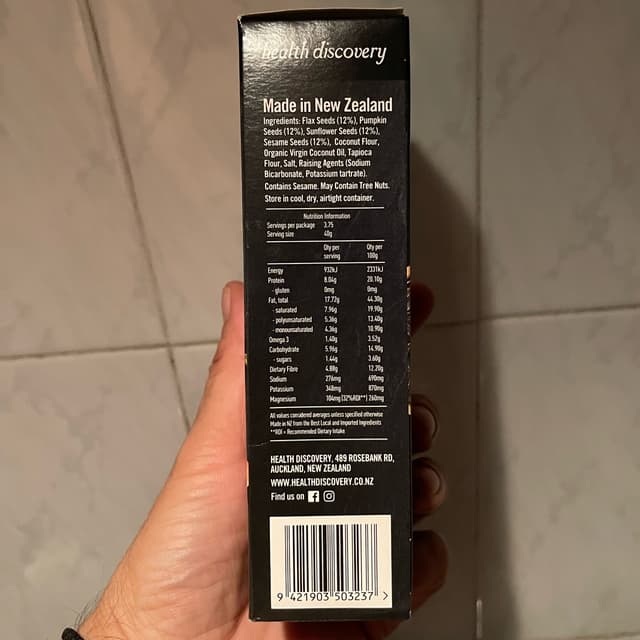 health discovery
Made in New Zealand
Ingredients: Flax Seeds (12%), Pumpkin
Seeds (12%), Sunflower Seeds (12%),
Sesame Seeds (12%), Coconut Flour,
Organic Virgin Coconut Oil, Tapioca
Flour, Salt, Raising Agents (Sodium
Bicarbonate, Potassium tartrate).
Contains Sesame. May Contain Tree Nuts.
Store in cool, dry, airtight container.
Nutrition Information
Servings per package 3.75
Serving size 40g
Qty per serving Qty per 100g
Energy 932kJ 2331kJ
Protein 8.04g 20.10g
- gluten 0mg 0mg
Fat, total 17.72g 44.30g
- saturated 7.96g 19.90g
- polyunsaturated 5.36g 13.40g
- monounsaturated 4.36g 10.90g
Omega 3 1.40g 3.52g
Carbohydrate 5.96g 14.90g
- sugars 1.44g 3.60g
Dietary Fibre 4.88g 12.20g
Sodium 276mg 690mg
Potassium 348mg 870mg
Magnesium 104mg (32%RDI**) 260mg
All values considered averages unless specified otherwise
Made in NZ from the Best Local and Imported Ingredients
**RDI = Recommended Dietary Intake
HEALTH DISCOVERY, 489 ROSEBANK RD,
AUCKLAND, NEW ZEALAND
WWW.HEALTHDISCOVERY.CO.NZ
Find us on
9 421903 503237 >